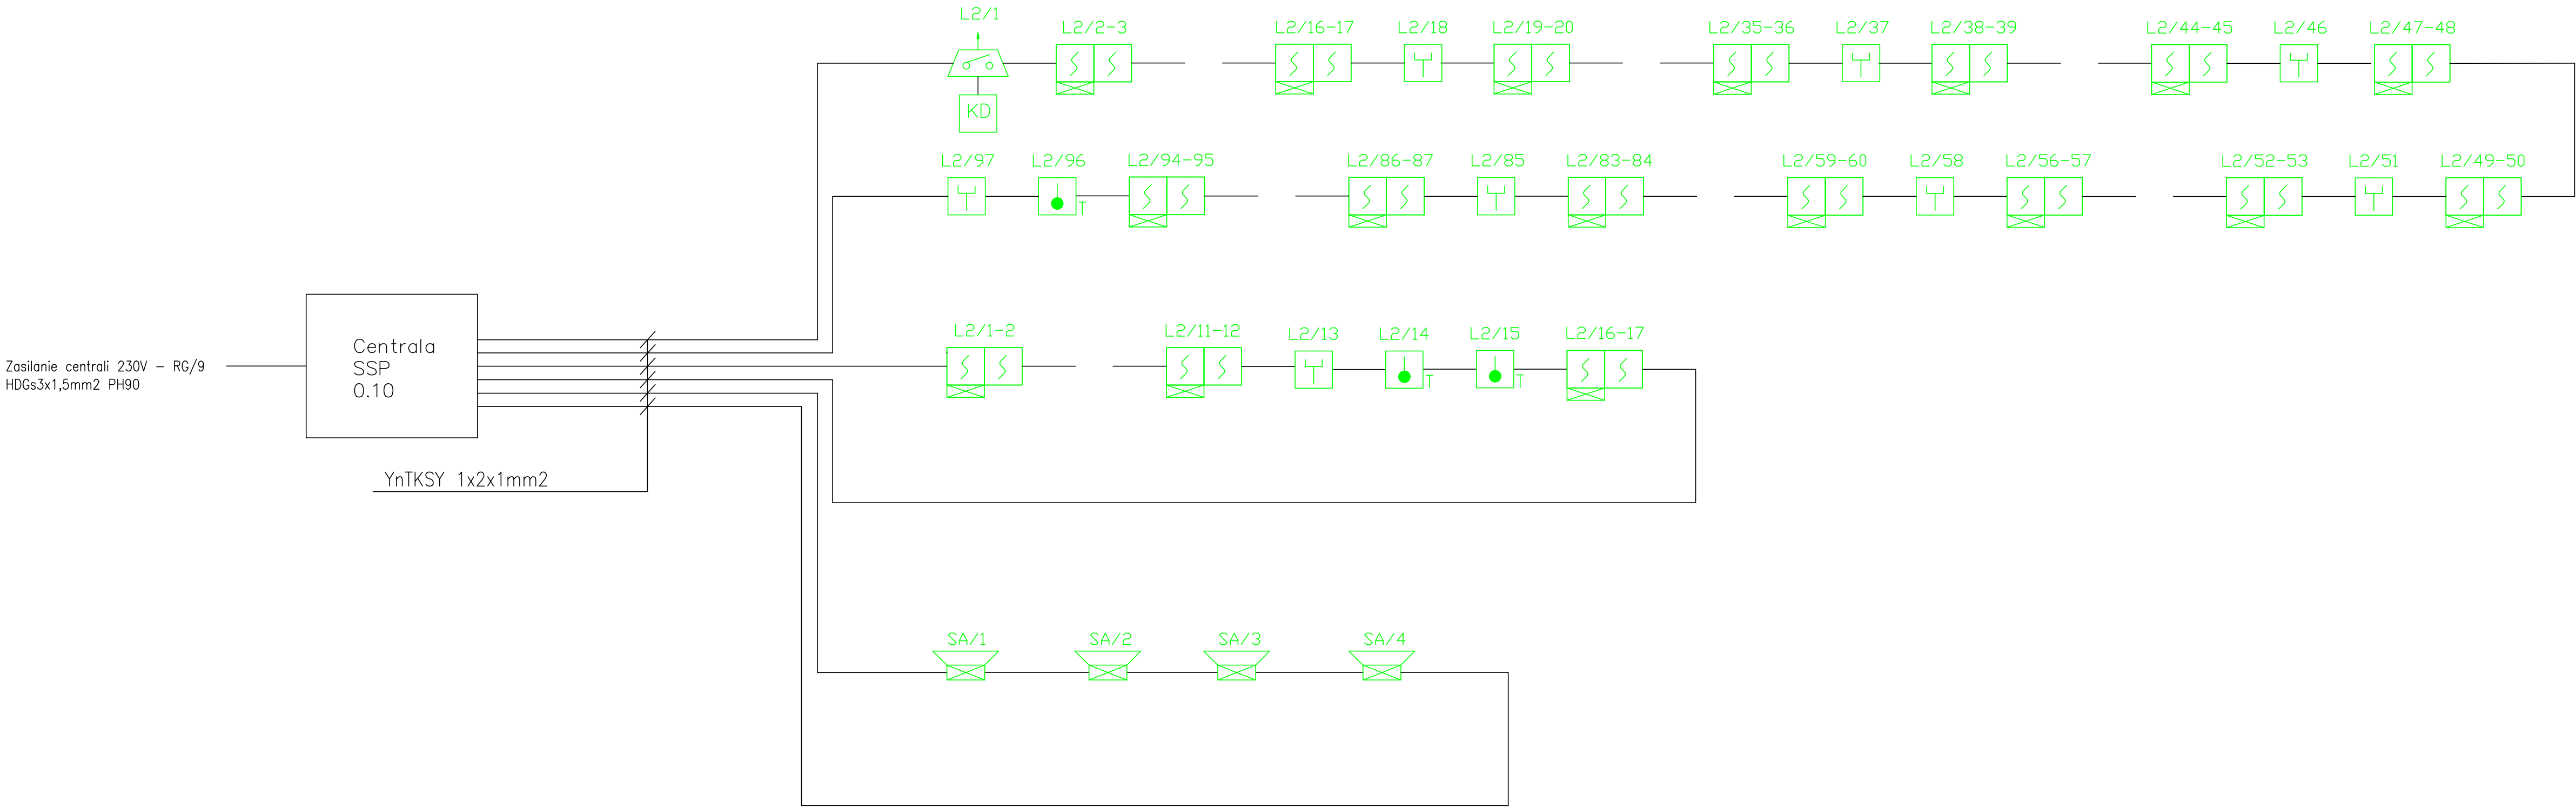 L2/1
L2/2-3
L2/16-17
L2/18
L2/19-20
L2/35-36
L2/37
L2/38-39
L2/44-45
L2/46
L2/47-48
KD
L2/97
L2/96
L2/94-95
L2/86-87
L2/85
L2/83-84
L2/59-60
L2/58
L2/56-57
L2/52-53
L2/51
L2/49-50
T
Zasilanie centrali 230V - RG/9
HDGs3x1,5mm2 PH90
Centrala
SSP
0.10
L2/1-2
L2/11-12
L2/13
L2/14
L2/15
L2/16-17
T
T
YnTKSY 1x2x1mm2
SA/1
SA/2
SA/3
SA/4